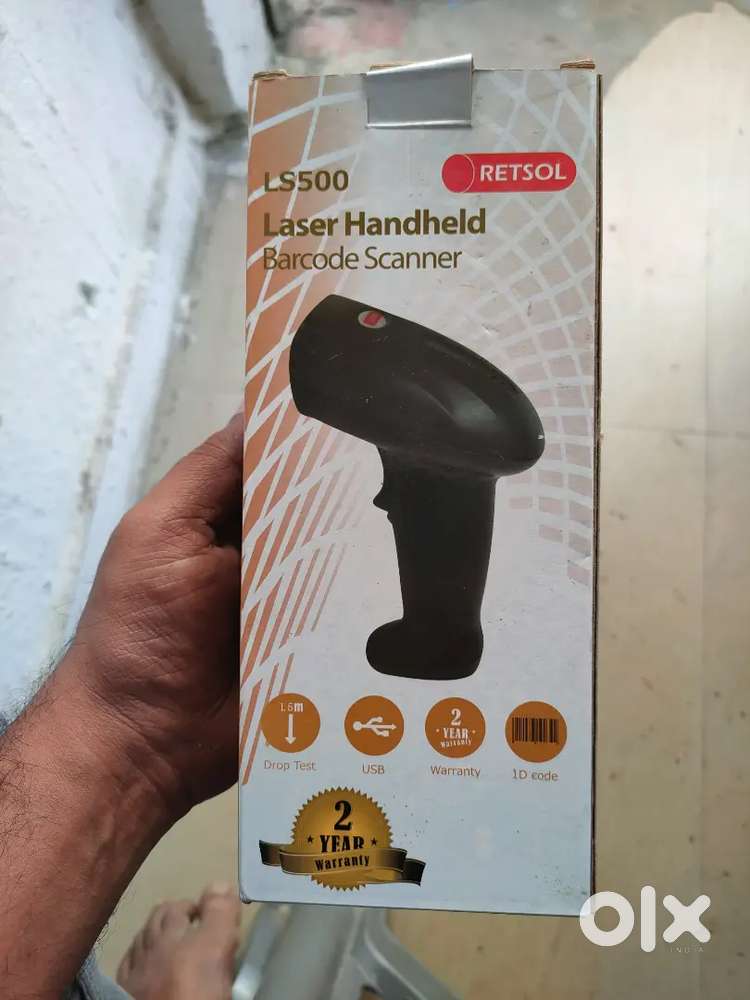 LS500
RETSOL
Laser Handheld
Barcode Scanner
1.6m
2
YEAR
Warranty
Drop Test
USB
Warranty
1D code
2
YEAR
Warranty
olx
INDIA